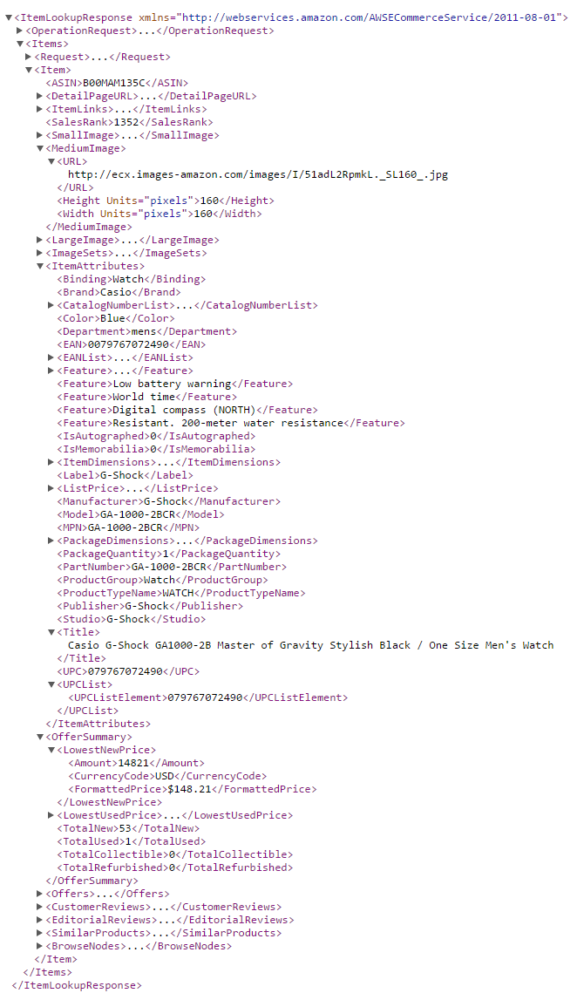 ▼<ItemLookupResponse xmlns="http://webservices.amazon.com/AWSECommerceService/2011-08-01">
▶<OperationRequest>...</OperationRequest>
▼<Items>
▶<Request>...</Request>
▼<Item>
<ASIN>B00MAM135C</ASIN>
▶<DetailPageURL>...</DetailPageURL>
▶<ItemLinks>...</ItemLinks>
<SalesRank>1352</SalesRank>
▶<SmallImage>...</SmallImage>
▼<MediumImage>
▼<URL>
http://ecx.images-amazon.com/images/I/51adL2RpmkL._SL160_.jpg
</URL>
<Height Units="pixels">160</Height>
<Width Units="pixels">160</Width>
</MediumImage>
▶<LargeImage>...</LargeImage>
▶<ImageSets>...</ImageSets>
▼<ItemAttributes>
<Binding>Watch</Binding>
<Brand>Casio</Brand>
▶<CatalogNumberList>...</CatalogNumberList>
<Color>Blue</Color>
<Department>mens</Department>
<EAN>0079767072490</EAN>
▶<EANList>...</EANList>
▶<Feature>...</Feature>
<Feature>Low battery warning</Feature>
<Feature>World time</Feature>
<Feature>Digital compass (NORTH)</Feature>
<Feature>Resistant. 200-meter water resistance</Feature>
<IsAutographed>0</IsAutographed>
<IsMemorabilia>0</IsMemorabilia>
▶<ItemDimensions>...</ItemDimensions>
<Label>G-Shock</Label>
▶<ListPrice>...</ListPrice>
<Manufacturer>G-Shock</Manufacturer>
<Model>GA-1000-2BCR</Model>
<MPN>GA-1000-2BCR</MPN>
▶<PackageDimensions>...</PackageDimensions>
<PackageQuantity>1</PackageQuantity>
<PartNumber>GA-1000-2BCR</PartNumber>
<ProductGroup>Watch</ProductGroup>
<ProductTypeName>WATCH</ProductTypeName>
<Publisher>G-Shock</Publisher>
<Studio>G-Shock</Studio>
▼<Title>
Casio G-Shock GA1000-2B Master of Gravity Stylish Black / One Size Men's Watch
</Title>
<UPC>079767072490</UPC>
▼<UPCList>
<UPCListElement>079767072490</UPCListElement>
</UPCList>
</ItemAttributes>
▼<OfferSummary>
▼<LowestNewPrice>
<Amount>14821</Amount>
<CurrencyCode>USD</CurrencyCode>
<FormattedPrice>$148.21</FormattedPrice>
</LowestNewPrice>
▶<LowestUsedPrice>...</LowestUsedPrice>
<TotalNew>53</TotalNew>
<TotalUsed>1</TotalUsed>
<TotalCollectible>0</TotalCollectible>
<TotalRefurbished>0</TotalRefurbished>
</OfferSummary>
▶<Offers>...</Offers>
▶<CustomerReviews>...</CustomerReviews>
▶<EditorialReviews>...</EditorialReviews>
▶<SimilarProducts>...</SimilarProducts>
▶<BrowseNodes>...</BrowseNodes>
</Item>
</Items>
</ItemLookupResponse>